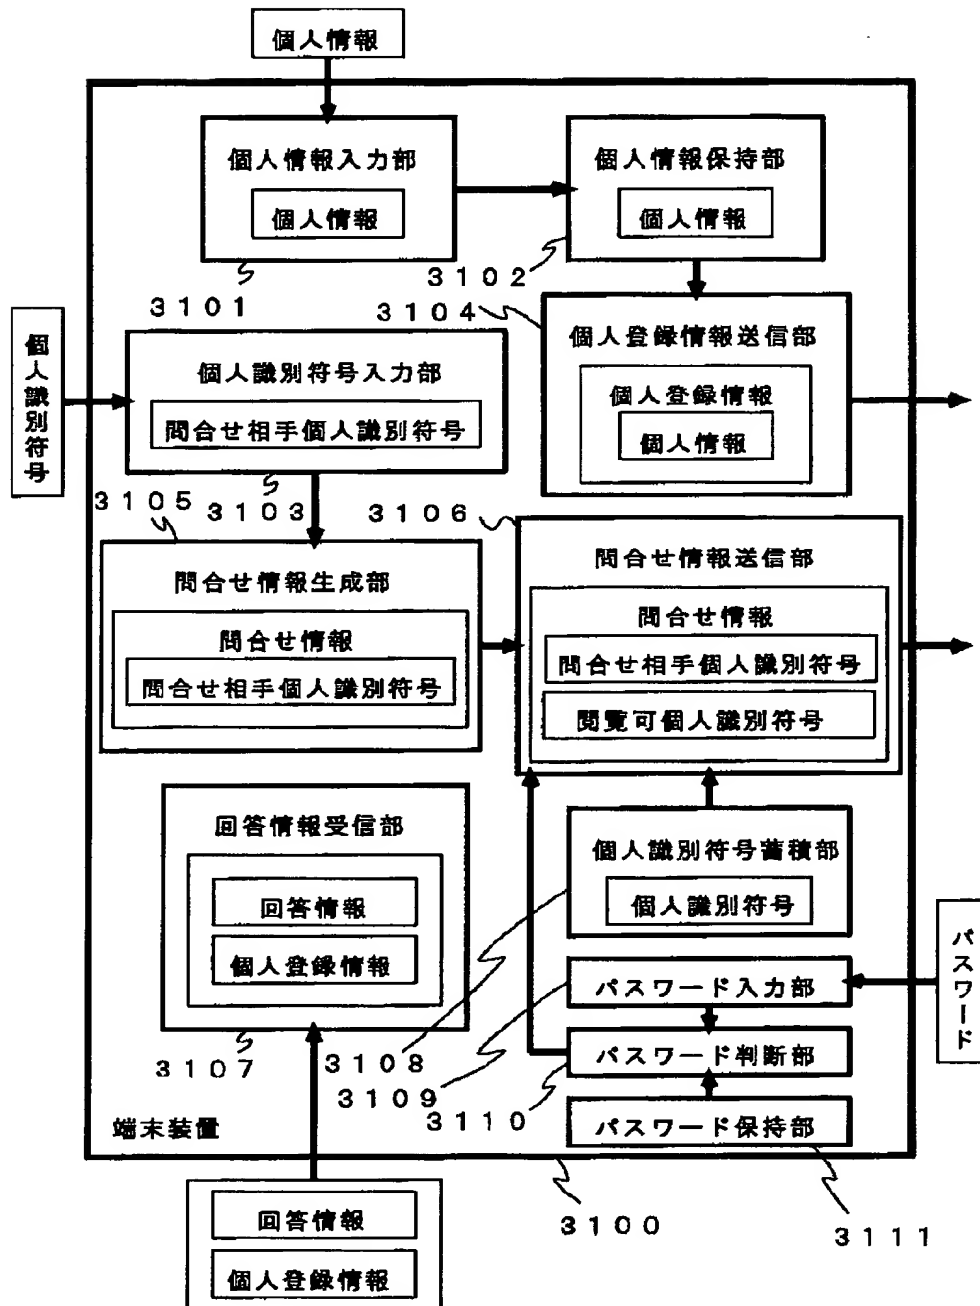 個人情報
個人情報入力部
個人情報
3101
個人情報保持部
個人情報
3102
3104
個人登録情報送信部
個人登録情報
個人情報
個人識別符号
個人識別符号入力部
問合せ相手個人識別符号
3103
3105
問合せ情報生成部
問合せ情報
問合せ相手個人識別符号
3106
問合せ情報送信部
問合せ情報
問合せ相手個人識別符号
閲覧可個人識別符号
回答情報受信部
回答情報
個人登録情報
3107
個人識別符号蓄積部
個人識別符号
3108
パスワード
パスワード入力部
3109
パスワード判断部
3110
パスワード保持部
3111
端末装置
3100
回答情報
個人登録情報